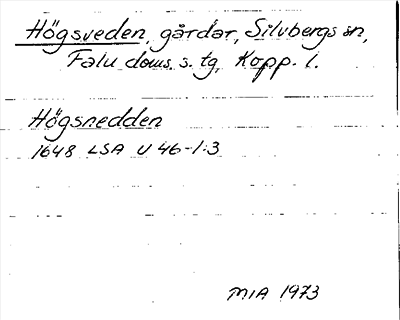 Högsveden, gårdar, Silvbergs sn,
Falu doms. s. tg, Kopp. l.
Högsnedden
1648 LSA U 46-1:3
MIA 1973